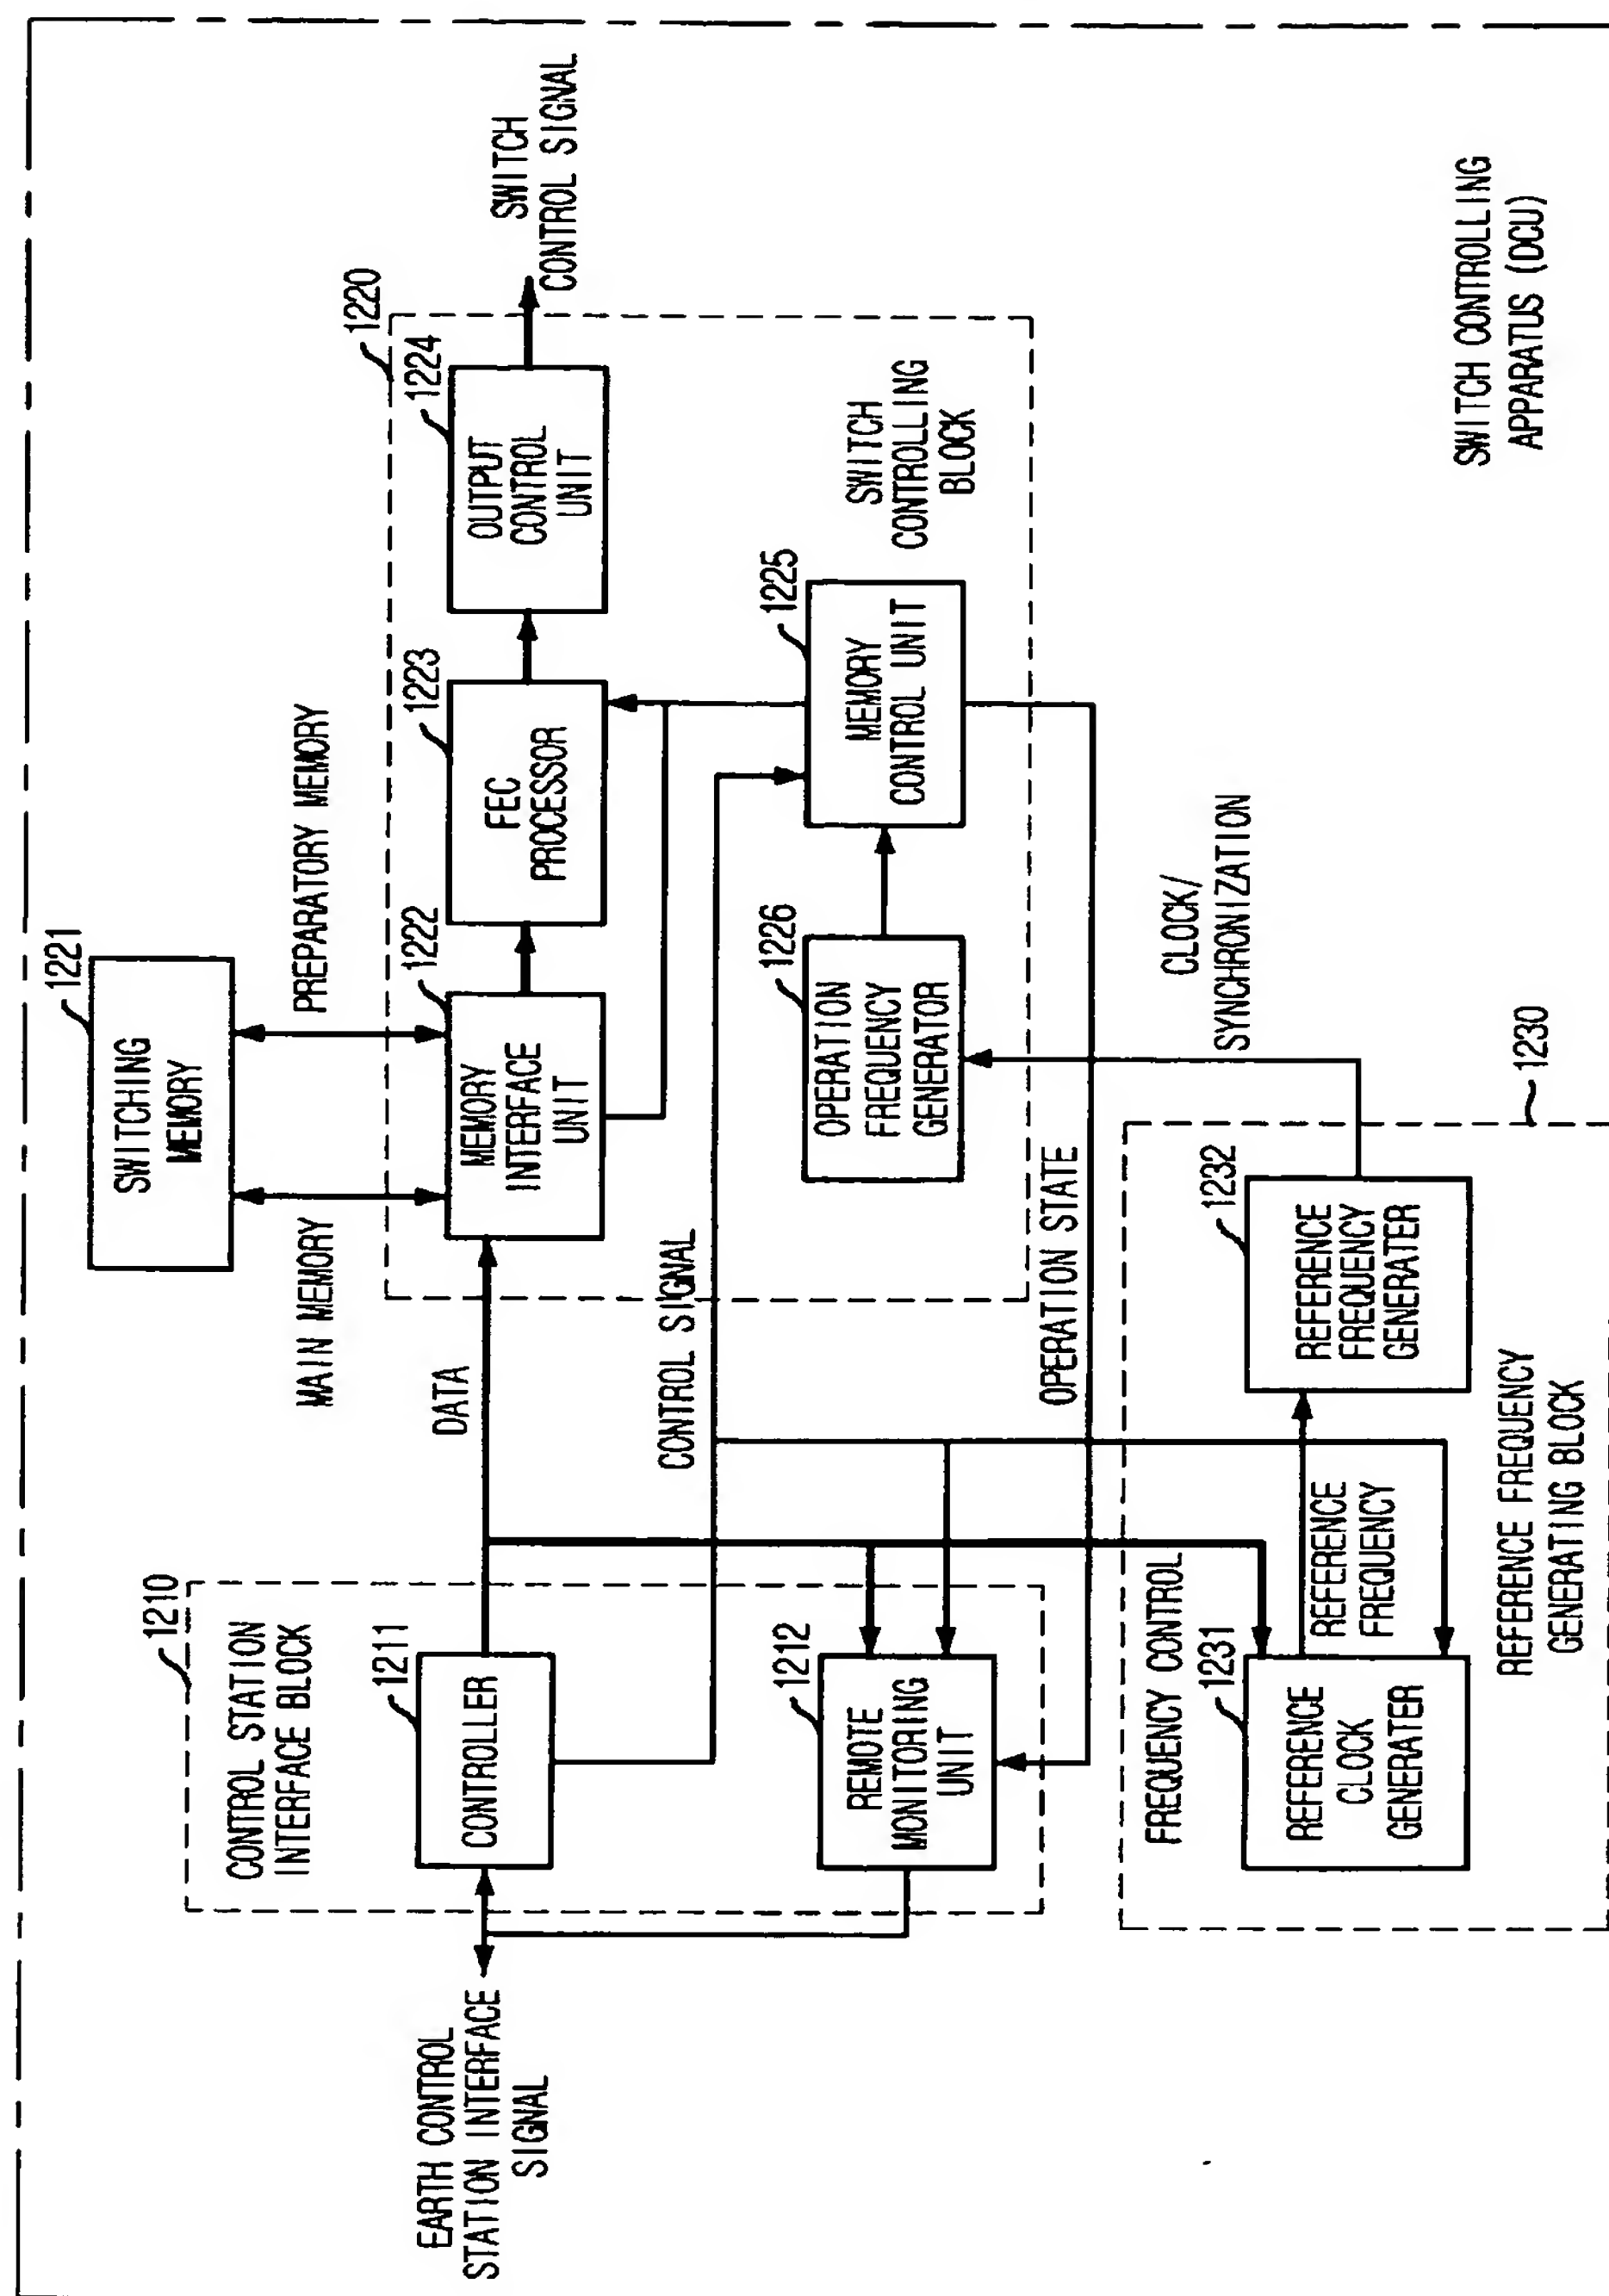 1221
SWITCHING
MEMORY
MAIN MEMORY
PREPARATORY MEMORY
1220
1210
CONTROL STATION
INTERFACE BLOCK
1211
CONTROLLER
DATA
1222
MEMORY
INTERFACE
UNIT
1223
FEC
PROCESSOR
1224
OUTPUT
CONTROL
UNIT
SWITCH
CONTROL SIGNAL
EARTH CONTROL
STATION INTERFACE
SIGNAL
CONTROL SIGNAL
1212
REMOTE
MONITORING
UNIT
1226
OPERATION
FREQUENCY
GENERATOR
1225
MEMORY
CONTROL UNIT
SWITCH
CONTROLLING
BLOCK
OPERATION STATE
CLOCK/
SYNCHRONIZATION
FREQUENCY CONTROL
1231
REFERENCE
CLOCK
GENERATER
REFERENCE
FREQUENCY
1232
REFERENCE
FREQUENCY
GENERATER
1230
REFERENCE FREQUENCY
GENERATING BLOCK
SWITCH CONTROLLING
APPARATUS (DCU)